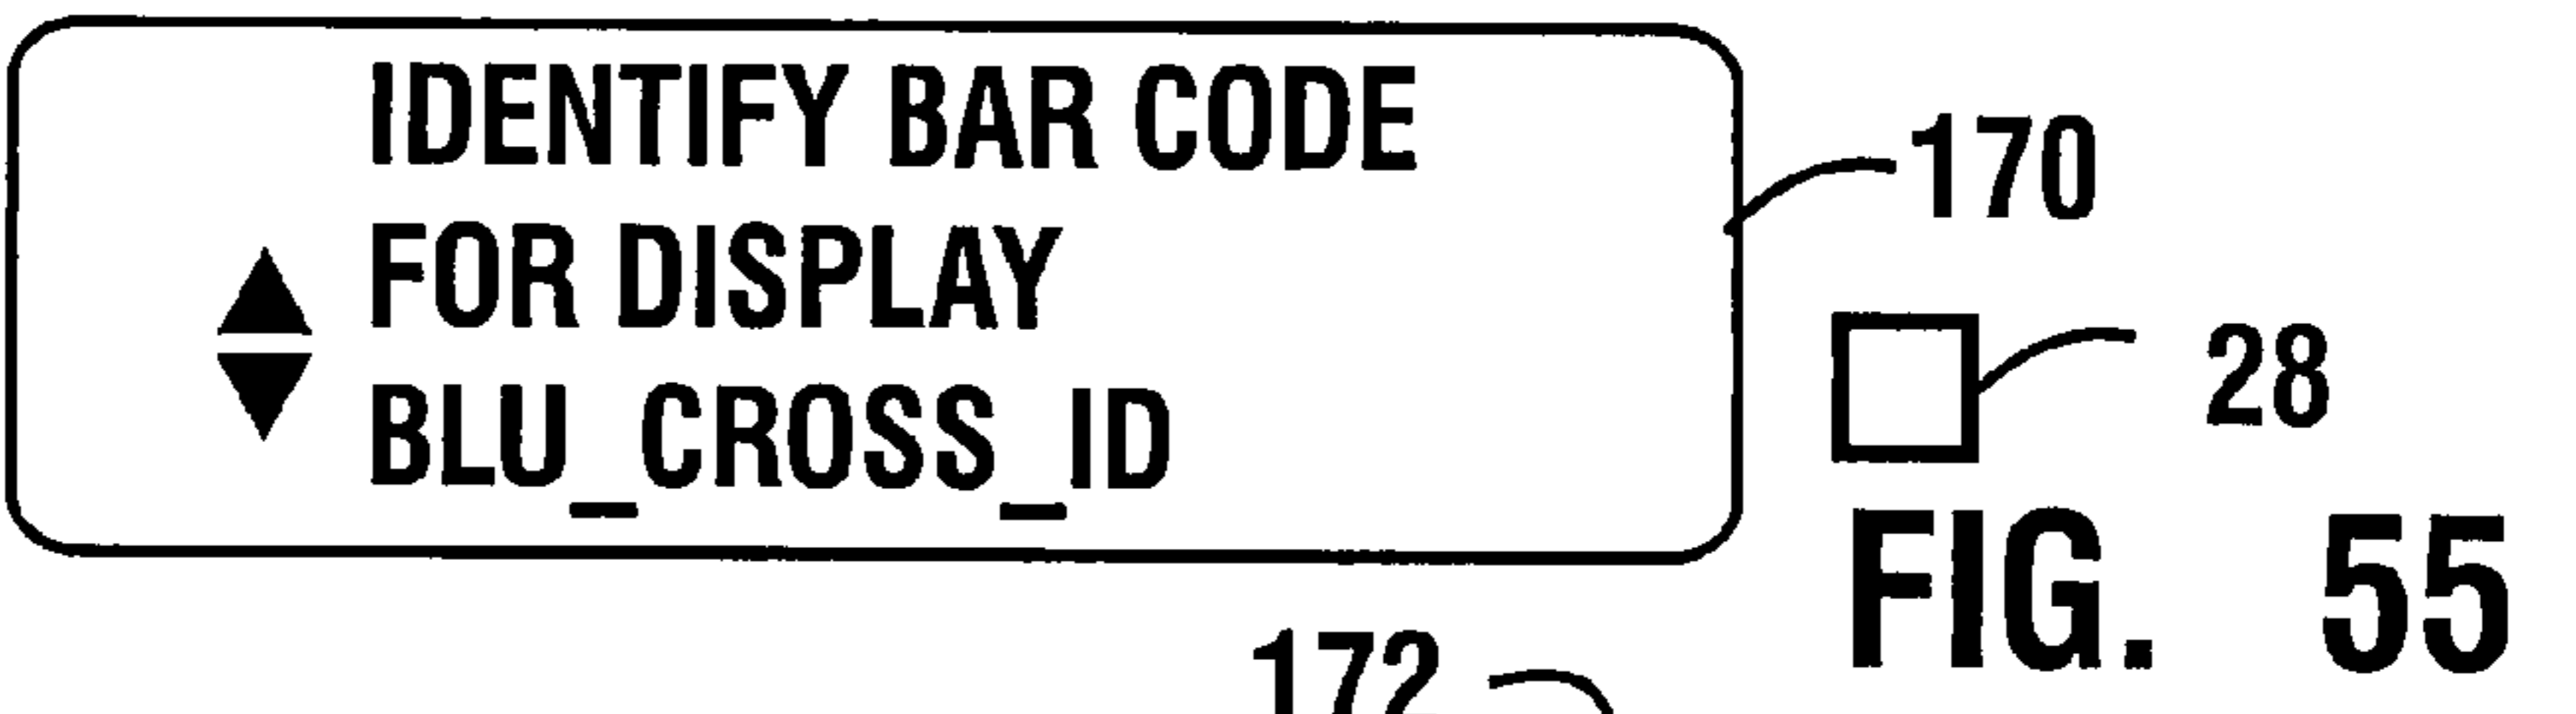 IDENTIFY BAR CODE
FOR DISPLAY
BLU_CROSS_ID
170
28
FIG. 55
172